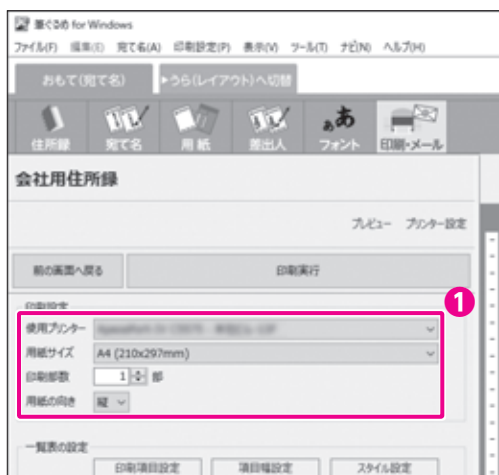 筆ぐるめ for Windows
ファイル(F) 編集(E) 宛て名(A) 印刷設定(P) 表示(V) ツール(T) ナビ(N) ヘルプ(H)
おもて(宛て名) ▶うら(レイアウト)へ切替
住所録 宛て名 用紙 差出人 フォント 印刷・メール
会社用住所録
プレビュー プリンター設定
前の画面へ戻る 印刷実行
印刷設定
1
使用プリンター
用紙サイズ A4 (210x297mm)
印刷部数 1 部
用紙の向き 縦
一覧表の設定
印刷項目設定 項目幅設定 スタイル設定